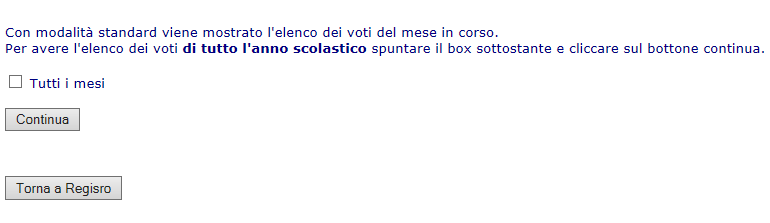 Con modalità standard viene mostrato l'elenco dei voti del mese in corso.
Per avere l'elenco dei voti di tutto l'anno scolastico spuntare il box sottostante e cliccare sul bottone continua.
Tutti i mesi
Continua
Torna a Regisro